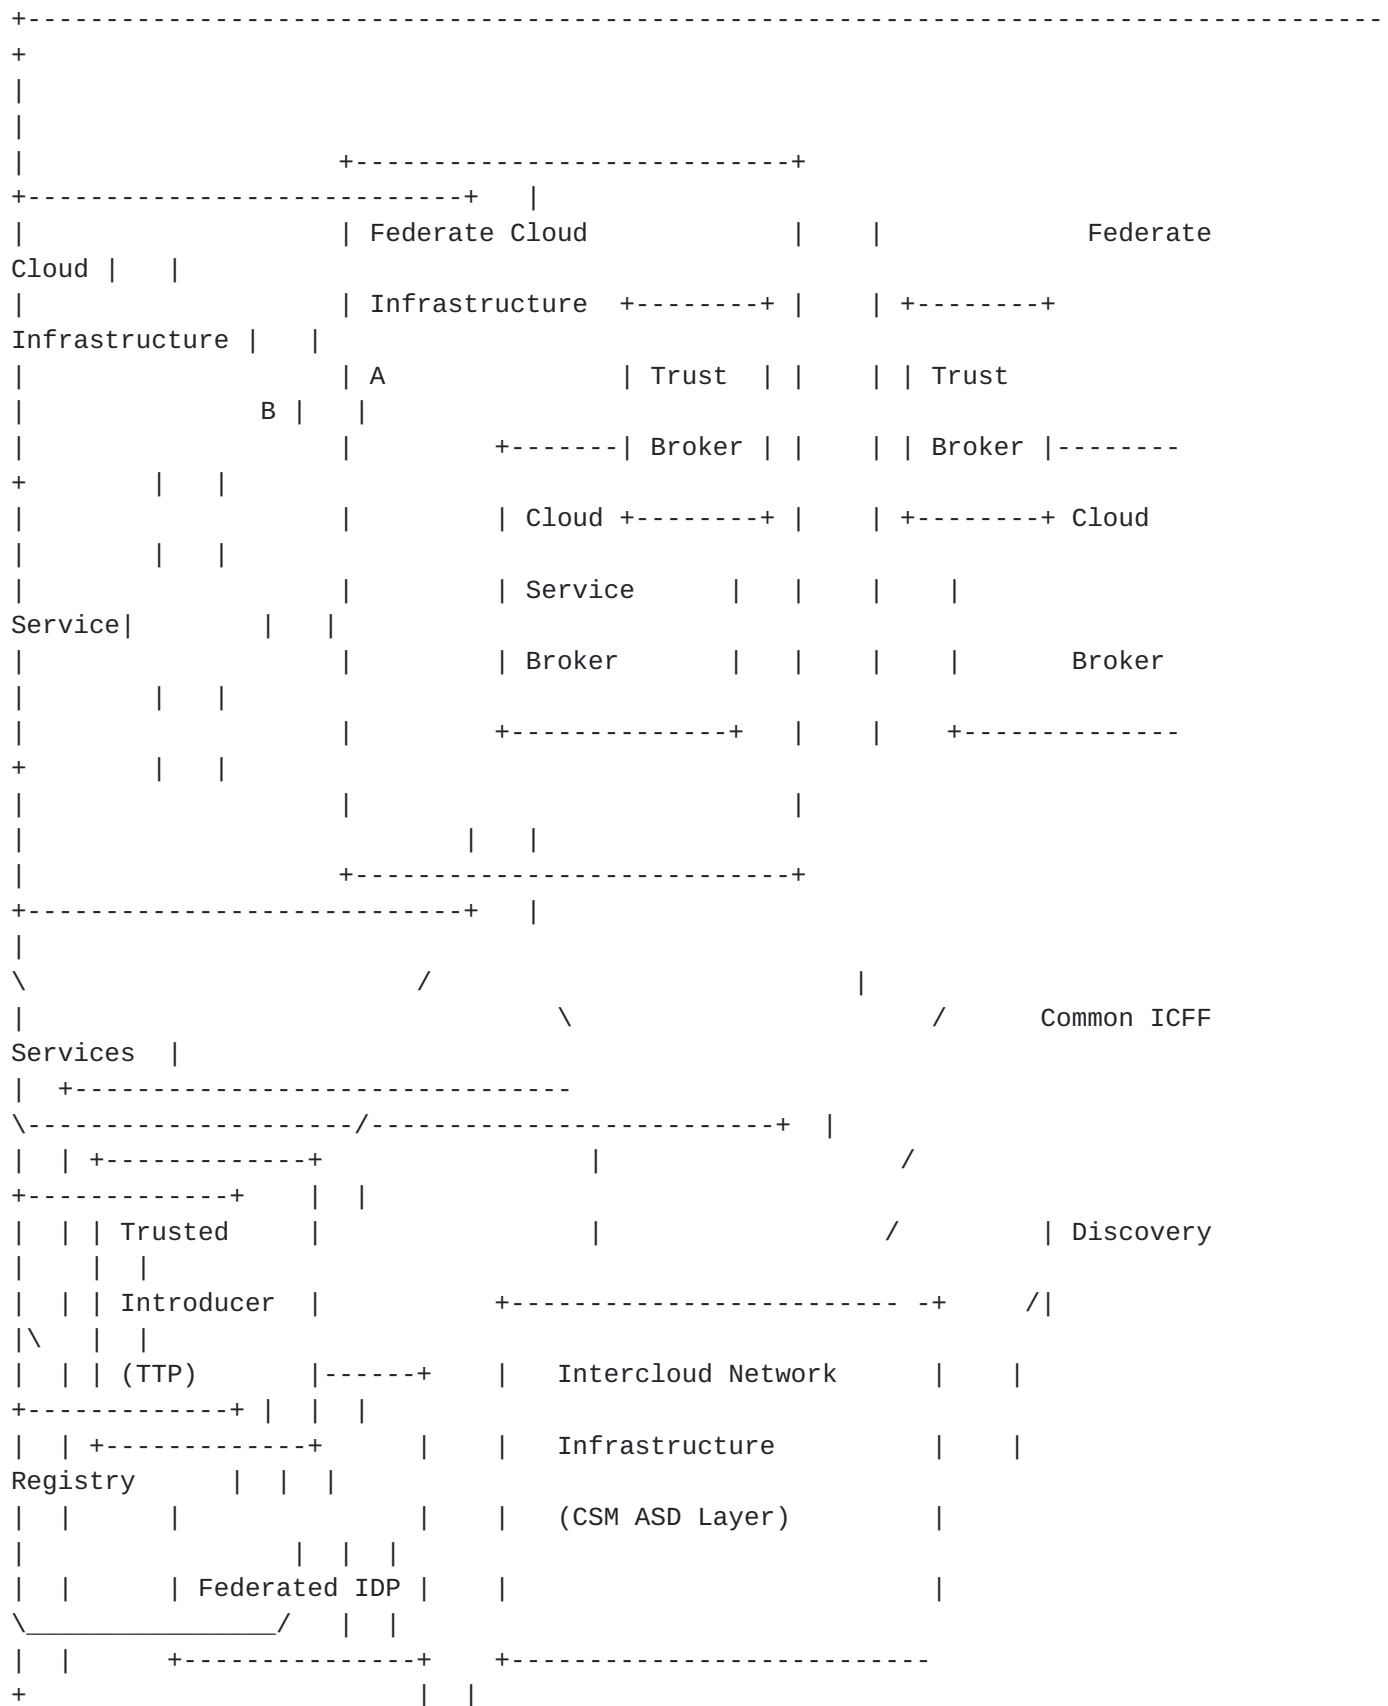 +---------------------------------------------------------------------------------------
+
|
|
|                    +----------------------------+
+----------------------------+   |
|                    | Federate Cloud             |    |             Federate
Cloud |   |
|                    | Infrastructure  +--------+ |    | +--------+
Infrastructure |   |
|                    | A               | Trust  | |    | | Trust
|               B |   |
|                    |         +-------| Broker | |    | | Broker |--------
+        |   |
|                    |         | Cloud +--------+ |    | +--------+ Cloud
|        |   |
|                    |         | Service      |   |    |    |
Service|        |   |
|                    |         | Broker       |   |    |    |       Broker
|        |   |
|                    |         +--------------+   |    |    +--------------
+        |   |
|                    |                            |
|                            |   |
|                    +----------------------------+
+----------------------------+   |
|
\                         /                           |
|                                  \                       /      Common ICFF
Services  |
|  +--------------------------------
\---------------------/--------------------------+  |
|  | +-------------+                 |                   /
+-------------+    |  |
|  | | Trusted     |                 |                  /         | Discovery
|    |  |
|  | | Introducer  |           +------------------------- -+     /|
|\   |  |
|  | | (TTP)       |------+    |   Intercloud Network      |    |
+-------------+ |  |  |
|  | +-------------+      |    |   Infrastructure          |    |
Registry      |  |  |
|  |      |               |    |   (CSM ASD Layer)         |
|                 |  |  |
|  |      | Federated IDP |    |                           |
\________________/   |  |
|  |      +---------------+    +---------------------------
+                         |  |